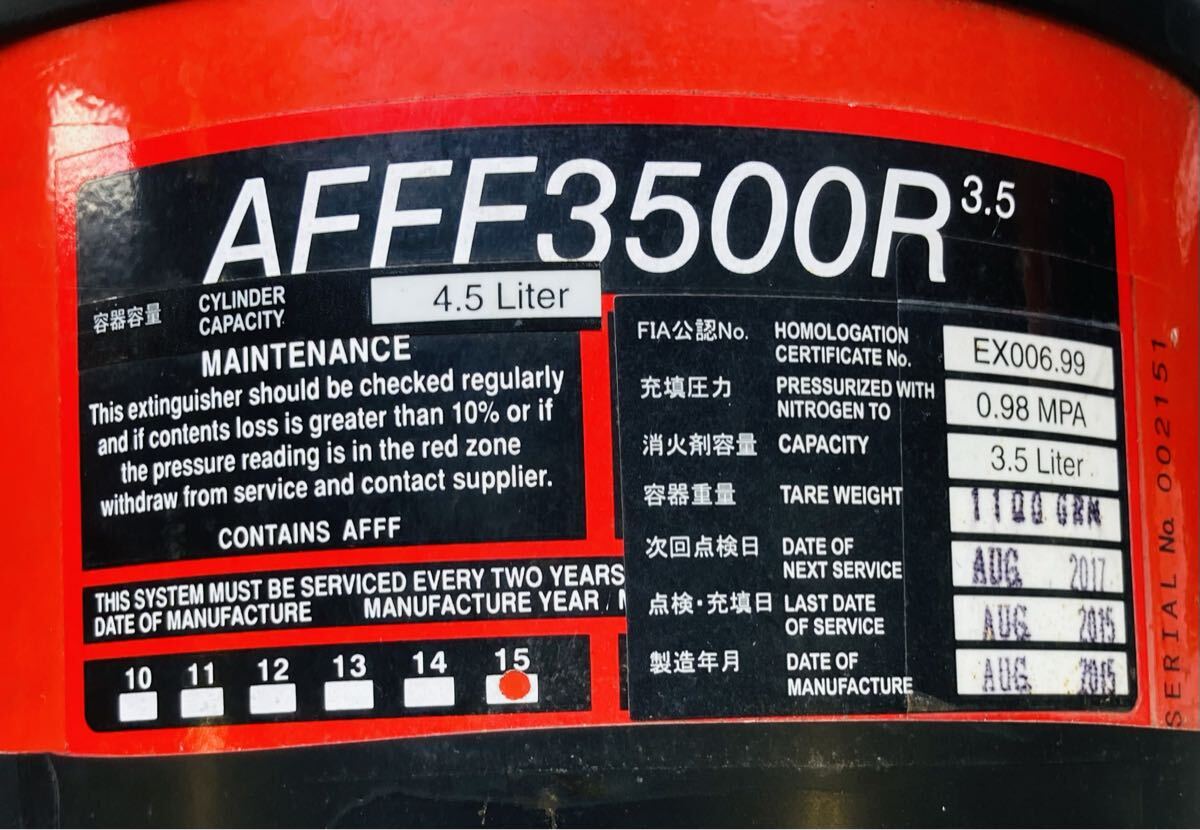 AFFF3500R 3.5
容器容量 CYLINDER CAPACITY 4.5 Liter
MAINTENANCE
This extinguisher should be checked regularly
and if contents loss is greater than 10% or if
the pressure reading is in the red zone
withdraw from service and contact supplier.
CONTAINS AFFF
THIS SYSTEM MUST BE SERVICED EVERY TWO YEARS
DATE OF MANUFACTURE MANUFACTURE YEAR /
10 11 12 13 14 15
FIA公認No. HOMOLOGATION CERTIFICATE No. EX006.99
充填圧力 PRESSURIZED WITH NITROGEN TO 0.98 MPA
消火剤容量 CAPACITY 3.5 Liter
容器重量 TARE WEIGHT 1100 GRM
次回点検日 DATE OF NEXT SERVICE AUG. 2017
点検・充填日 LAST DATE OF SERVICE AUG. 2015
製造年月 DATE OF MANUFACTURE AUG. 2015
SERIAL No. 002151